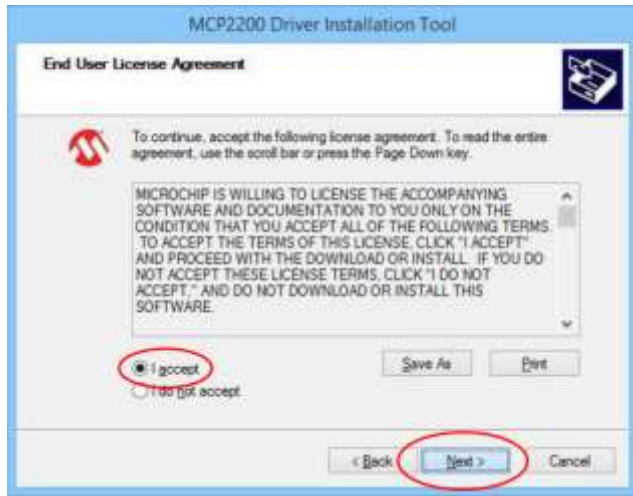 MCP2200 Driver Installation Tool
End User License Agreement
To continue, accept the following license agreement. To read the entire
agreement, use the scroll bar or press the Page Down key.
MICROCHIP IS WILLING TO LICENSE THE ACCOMPANYING
SOFTWARE AND DOCUMENTATION TO YOU ONLY ON THE
CONDITION THAT YOU ACCEPT ALL OF THE FOLLOWING TERMS.
TO ACCEPT THE TERMS OF THIS LICENSE, CLICK "I ACCEPT"
AND PROCEED WITH THE DOWNLOAD OR INSTALL. IF YOU DO
NOT ACCEPT THESE LICENSE TERMS, CLICK "I DO NOT
ACCEPT," AND DO NOT DOWNLOAD OR INSTALL THIS
SOFTWARE.
I accept
Save As
Print
I do not accept
< Back
Next >
Cancel